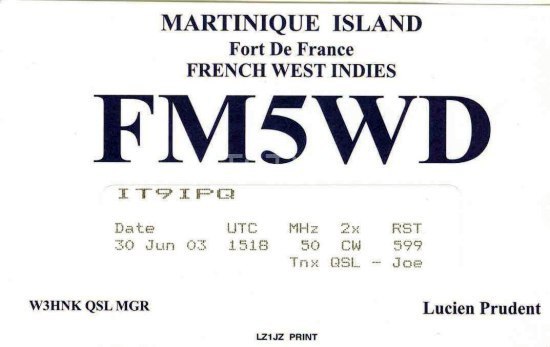 MARTINIQUE ISLAND
Fort De France
FRENCH WEST INDIES
FM5WD
IT9IPQ
Date UTC MHz 2x RST
30 Jun 03 1518 50 CW 599
Tnx QSL - Joe
W3HNK QSL MGR
Lucien Prudent
LZ1JZ PRINT